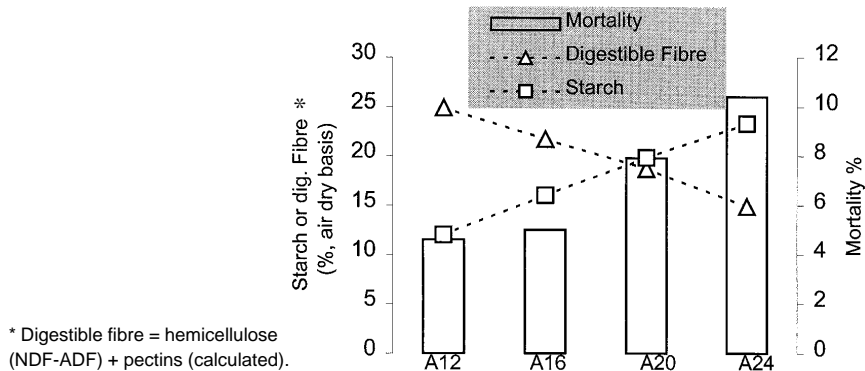 Mortality
Digestible Fibre
Starch
Starch or dig. Fibre *
(%, air dry basis)
30
25
20
15
10
5
0
12
10
8
6
4
2
0
Mortality %
A12 A16 A20 A24
* Digestible fibre = hemicellulose
(NDF-ADF) + pectins (calculated).